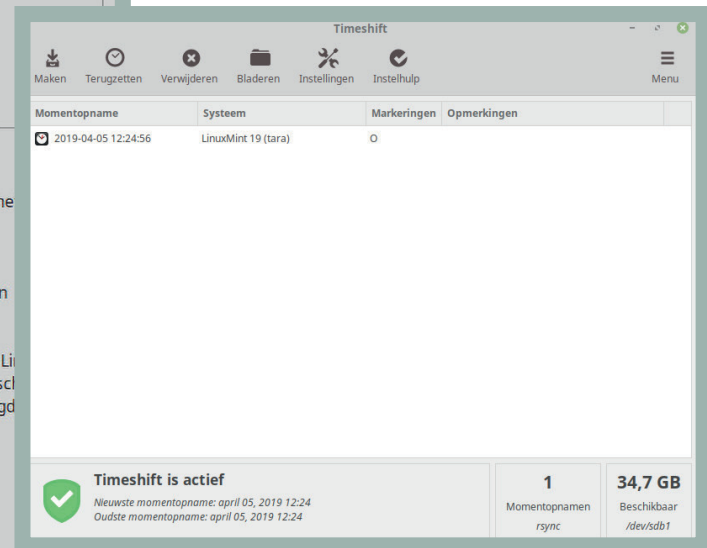 Timeshift
Maken Terugzetten Verwijderen Bladeren Instellingen Instelhulp Menu
Momentopname Systeem Markeringen Opmerkingen
2019-04-05 12:24:56 LinuxMint 19 (tara) O
Timeshift is actief
Nieuwste momentopname: april 05, 2019 12:24
Oudste momentopname: april 05, 2019 12:24
1
Momentopnamen
rsync
34,7 GB
Beschikbaar
/dev/sdb1